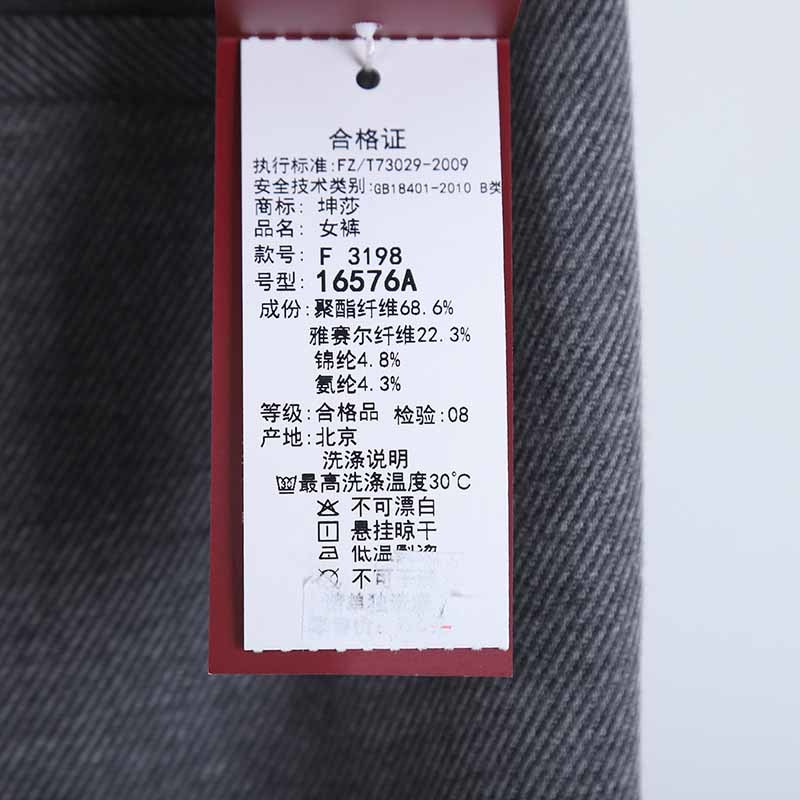 合格证
执行标准:FZ/T73029-2009
安全技术类别:GB18401-2010 B类
商标: 坤莎
品名: 女裤
款号: F 3198
号型: 16576A
成份: 聚酯纤维68.6%
雅赛尔纤维22.3%
锦纶4.8%
氨纶4.3%
等级: 合格品 检验:08
产地: 北京
洗涤说明
最高洗涤温度30℃
不可漂白
悬挂晾干
低温
不可